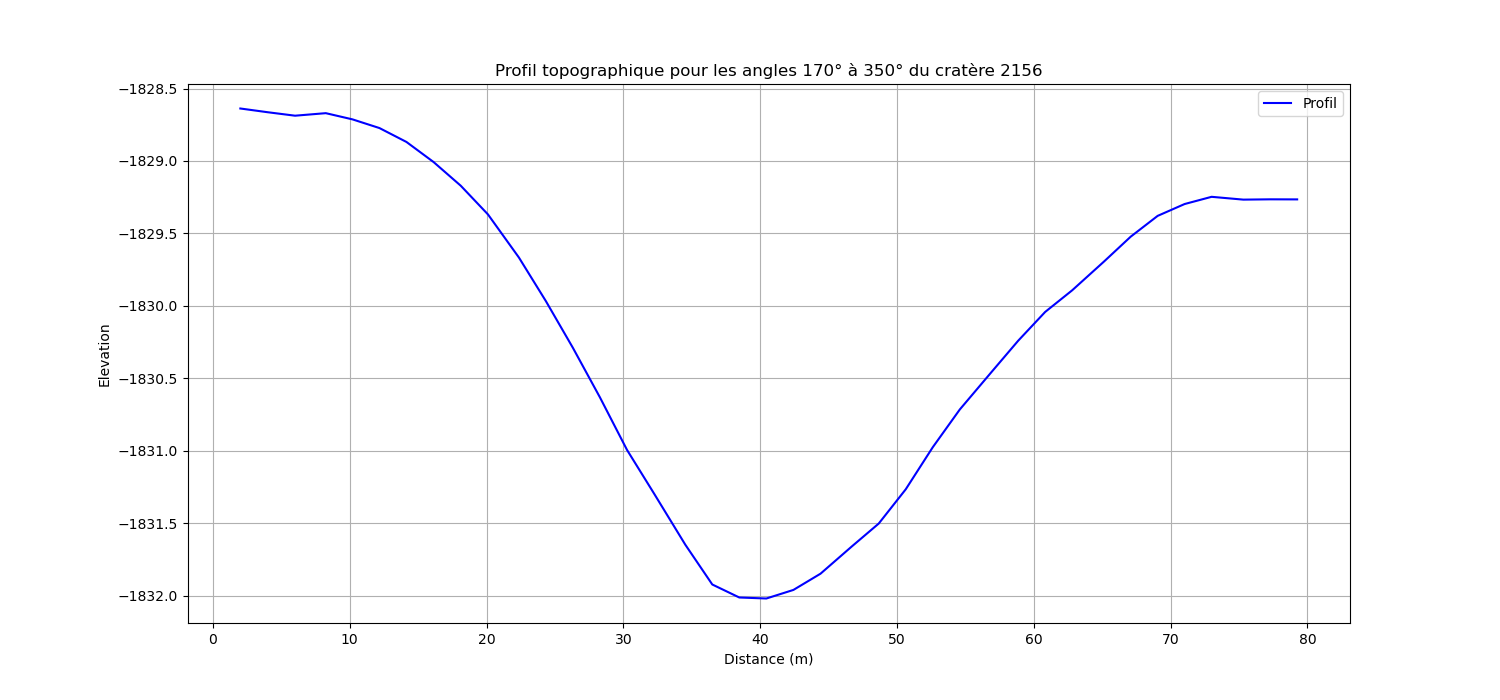 Profil topographique pour les angles 170° à 350° du cratère 2156
Profil
Elevation
−1828.5
−1829.0
−1829.5
−1830.0
−1830.5
−1831.0
−1831.5
−1832.0
0 10 20 30 40 50 60 70 80
Distance (m)